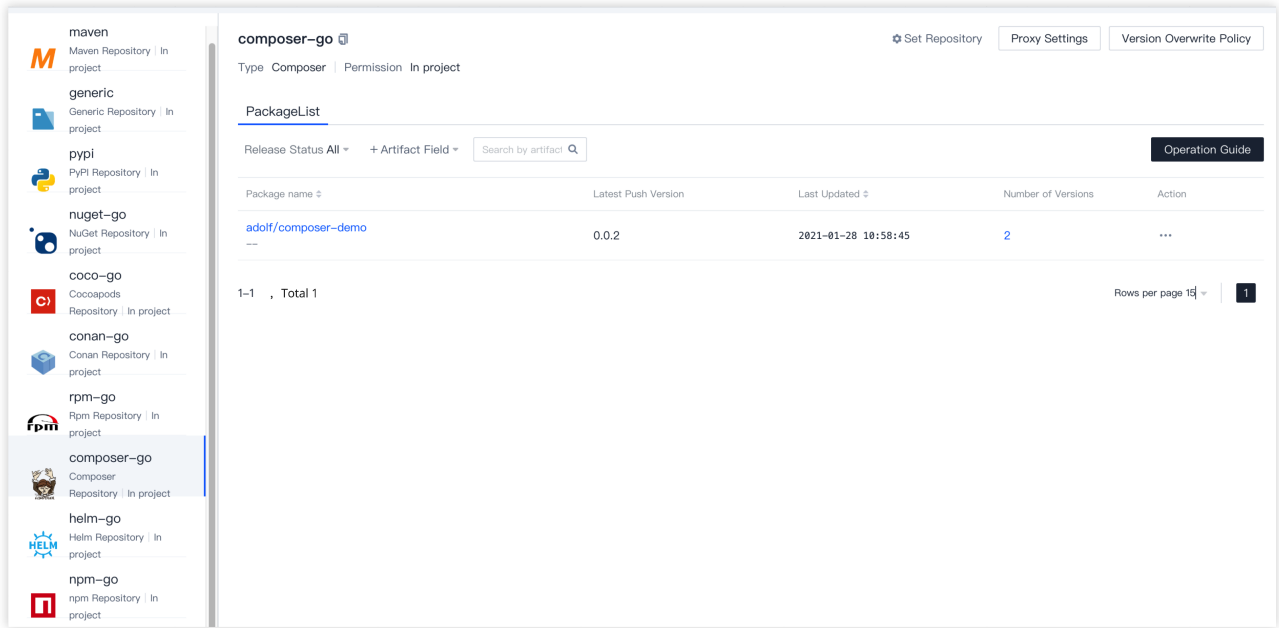 maven
Maven Repository In
project
generic
Generic Repository In
project
pypi
PyPI Repository In
project
nuget-go
NuGet Repository In
project
coco-go
Cocoapods
Repository In project
conan-go
Conan Repository In
project
rpm-go
Rpm Repository In
project
composer-go
Composer
Repository In project
helm-go
Helm Repository In
project
npm-go
npm Repository In
project
rpm
HELM
composer-go
Set Repository Proxy Settings Version Overwrite Policy
Type Composer Permission In project
PackageList
Release Status All + Artifact Field Search by artifact Operation Guide
Package name Latest Push Version Last Updated Number of Versions Action
adolf/composer-demo 0.0.2 2021-01-28 10:58:45 2 ...
--
1-1 , Total 1 Rows per page 15 1